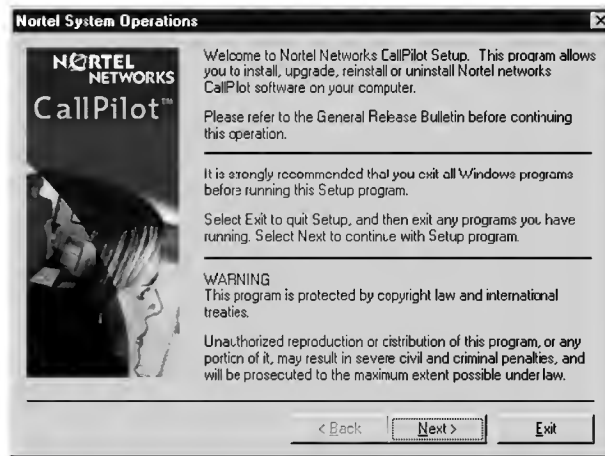 Nortel System Operations
NØRTEL
NETWORKS
CallPilot™
Welcome to Nortel Networks CallPilot Setup. This program allows
you to install, upgrade, reinstall or uninstall Nortel networks
CallPilot software on your computer.
Please refer to the General Release Bulletin before continuing
this operation.
It is strongly recommended that you exit all Windows programs
before running this Setup program.
Select Exit to quit Setup, and then exit any programs you have
running. Select Next to continue with Setup program.
WARNING
This program is protected by copyright law and international
treaties.
Unauthorized reproduction or distribution of this program, or any
portion of it, may result in severe civil and criminal penalties, and
will be prosecuted to the maximum extent possible under law.
< Back
Next >
Exit